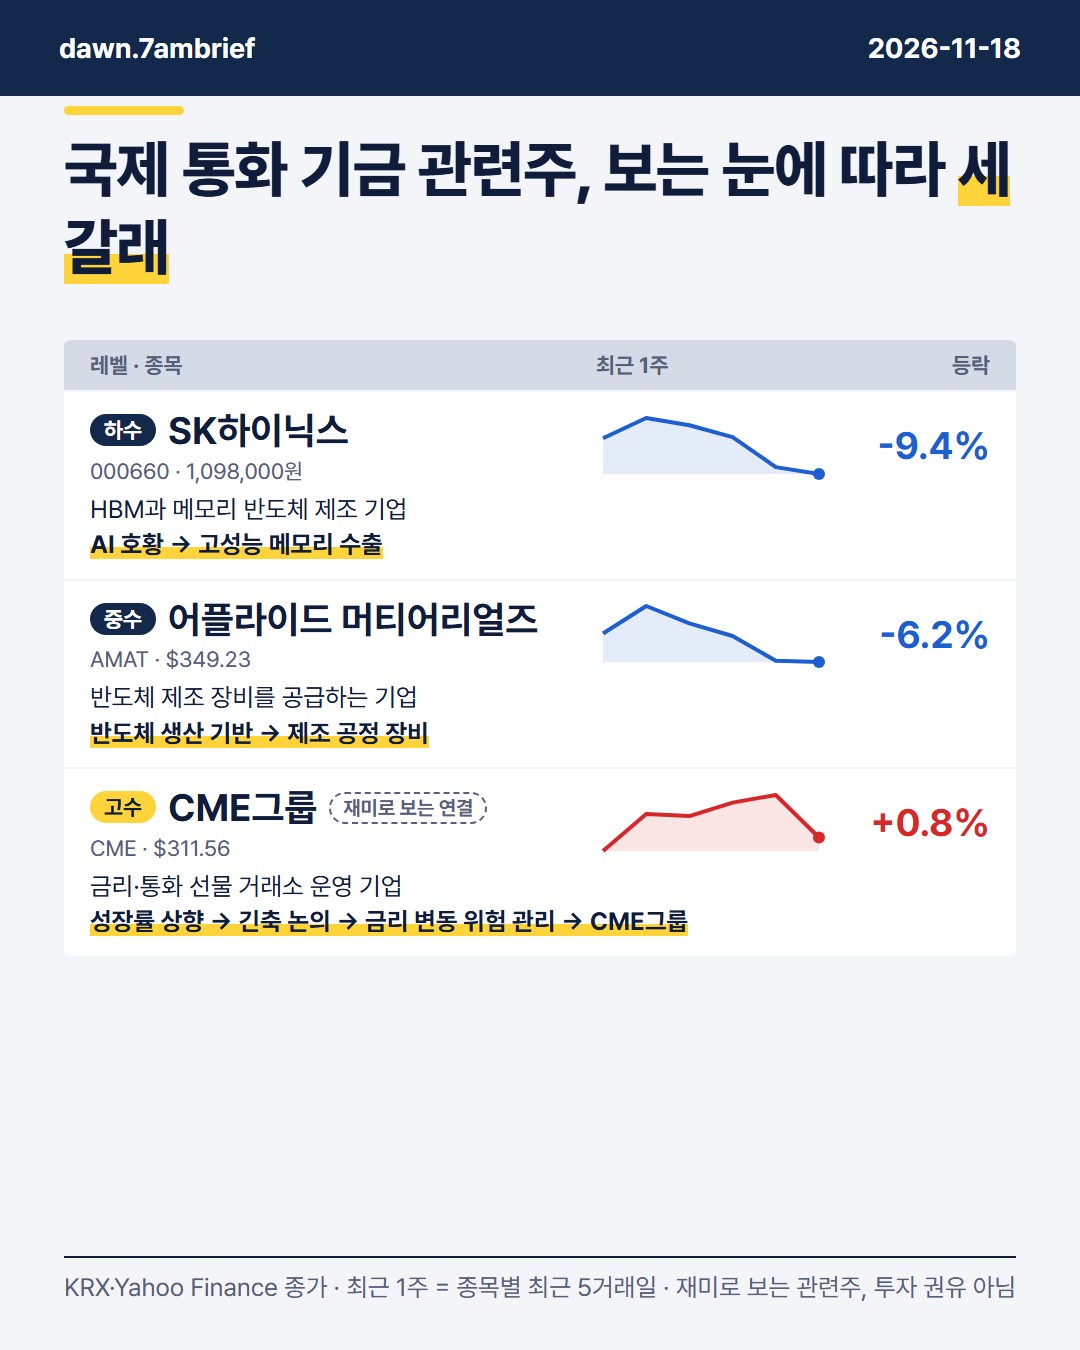 dawn.7ambrief
2026-11-18
국제 통화 기금 관련주, 보는 눈에 따라 세
갈래
레벨 · 종목
최근 1주
등락
하수 SK하이닉스
-9.4%
000660 · 1,098,000원
HBM과 메모리 반도체 제조 기업
AI 호황 → 고성능 메모리 수출
중수 어플라이드 머티어리얼즈
-6.2%
AMAT · $349.23
반도체 제조 장비를 공급하는 기업
반도체 생산 기반 → 제조 공정 장비
고수 CME그룹 재미로 보는 연결
+0.8%
CME · $311.56
금리·통화 선물 거래소 운영 기업
성장률 상향 → 긴축 논의 → 금리 변동 위험 관리 → CME그룹
KRX·Yahoo Finance 종가 · 최근 1주 = 종목별 최근 5거래일 · 재미로 보는 관련주, 투자 권유 아님